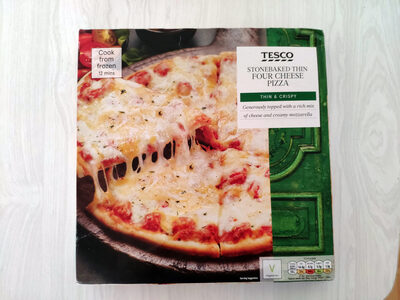 Cook
from
frozen
12 mins
TESCO
STONEBAKED THIN
FOUR CHEESE
PIZZA
THIN & CRISPY
Generously topped with a rich mix
of cheese and creamy mozzarella
V